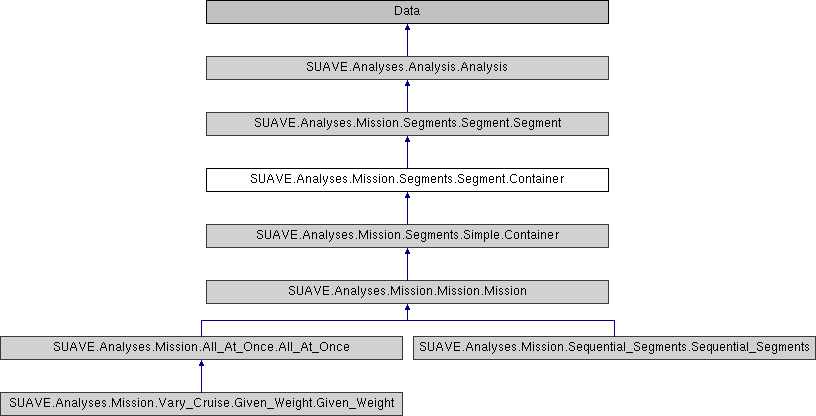 Data
SUAVE.Analyses.Analysis.Analysis
SUAVE.Analyses.Mission.Segments.Segment.Segment
SUAVE.Analyses.Mission.Segments.Segment.Container
SUAVE.Analyses.Mission.Segments.Simple.Container
SUAVE.Analyses.Mission.Mission.Mission
SUAVE.Analyses.Mission.All_At_Once.All_At_Once
SUAVE.Analyses.Mission.Sequential_Segments.Sequential_Segments
SUAVE.Analyses.Mission.Vary_Cruise.Given_Weight.Given_Weight